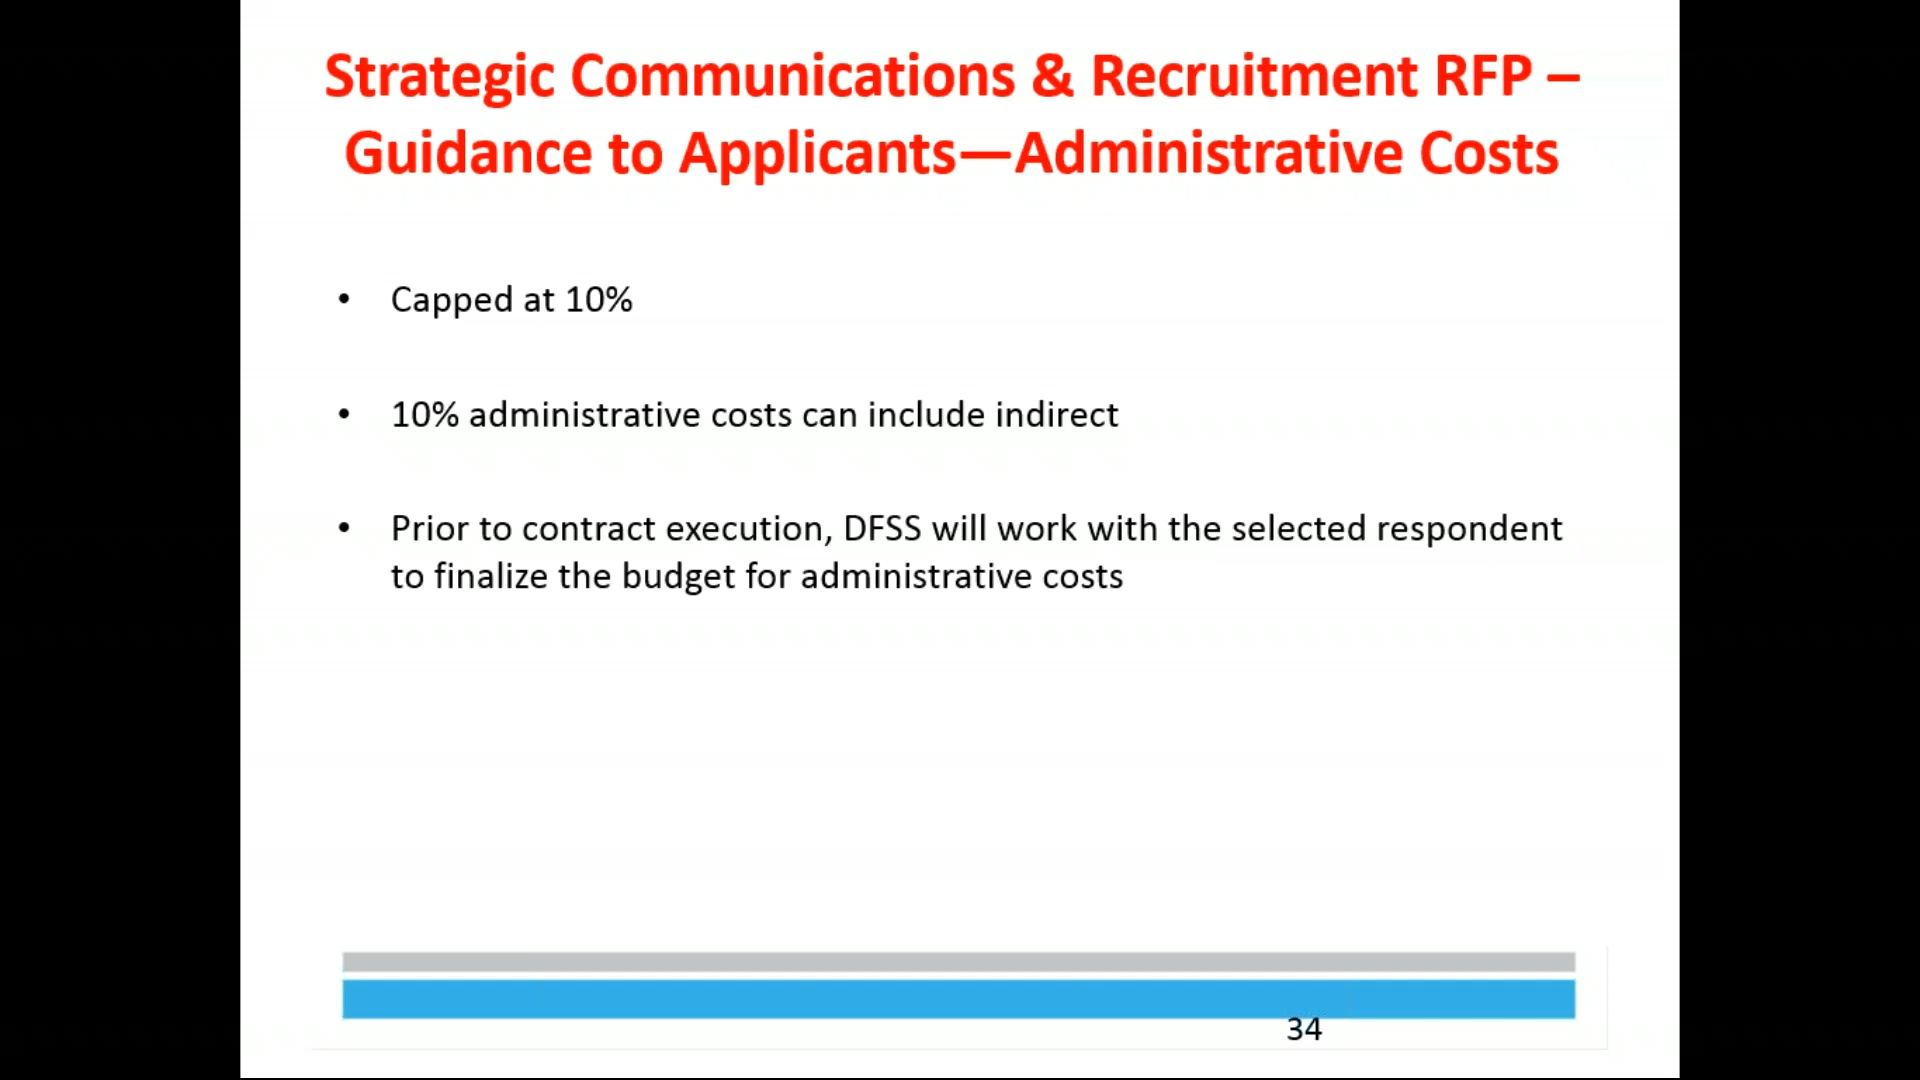 Strategic Communications & Recruitment RFP –
Guidance to Applicants—Administrative Costs
• Capped at 10%
• 10% administrative costs can include indirect
• Prior to contract execution, DFSS will work with the selected respondent
to finalize the budget for administrative costs
34